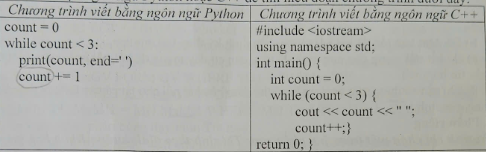 Chương trình viết bằng ngôn ngữ Python
count = 0
while count < 3:
print(count, end=' ')
count += 1
Chương trình viết bằng ngôn ngữ C++
#include <iostream>
using namespace std;
int main() {
int count = 0;
while (count < 3) {
cout << count << " ";
count++;}
return 0; }